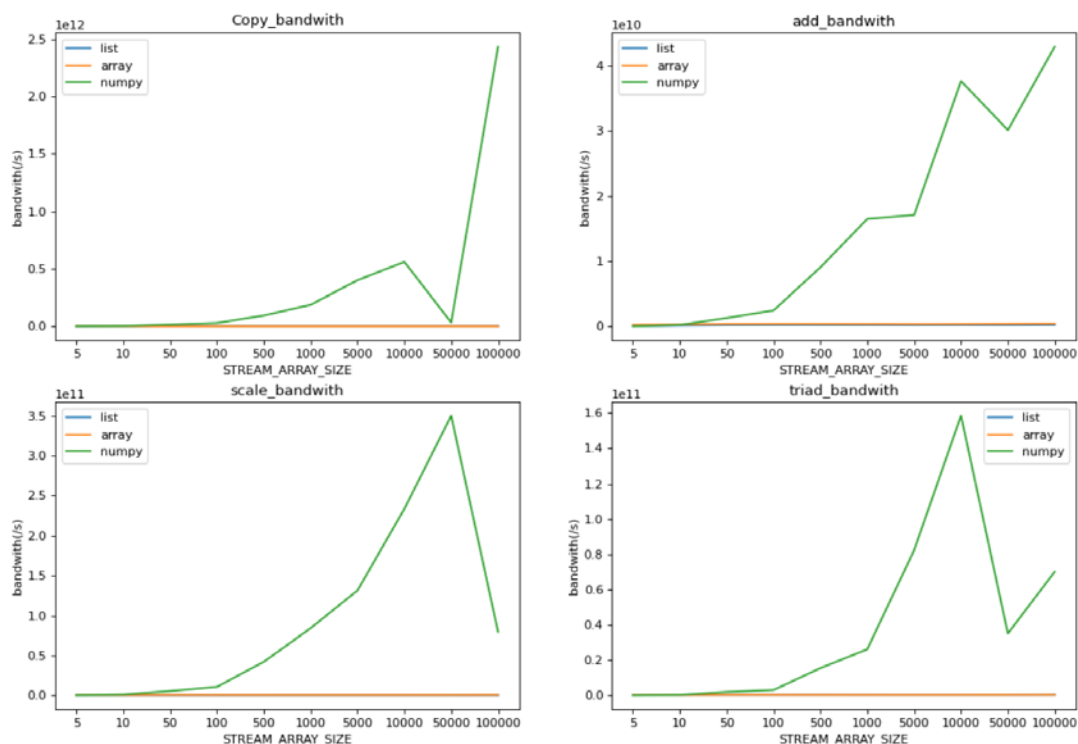 Copy_bandwith
1e12
list
array
numpy
2.5
2.0
1.5
1.0
0.5
0.0
bandwith(/s)
5 10 50 100 500 1000 5000 10000 50000 100000
STREAM_ARRAY_SIZE
add_bandwith
1e10
list
array
numpy
4
3
2
1
0
bandwith(/s)
5 10 50 100 500 1000 5000 10000 50000 100000
STREAM_ARRAY_SIZE
scale_bandwith
1e11
list
array
numpy
3.5
3.0
2.5
2.0
1.5
1.0
0.5
0.0
bandwith(/s)
5 10 50 100 500 1000 5000 10000 50000 100000
STREAM_ARRAY_SIZE
triad_bandwith
1e11
list
array
numpy
1.6
1.4
1.2
1.0
0.8
0.6
0.4
0.2
0.0
bandwith(/s)
5 10 50 100 500 1000 5000 10000 50000 100000
STREAM_ARRAY_SIZE